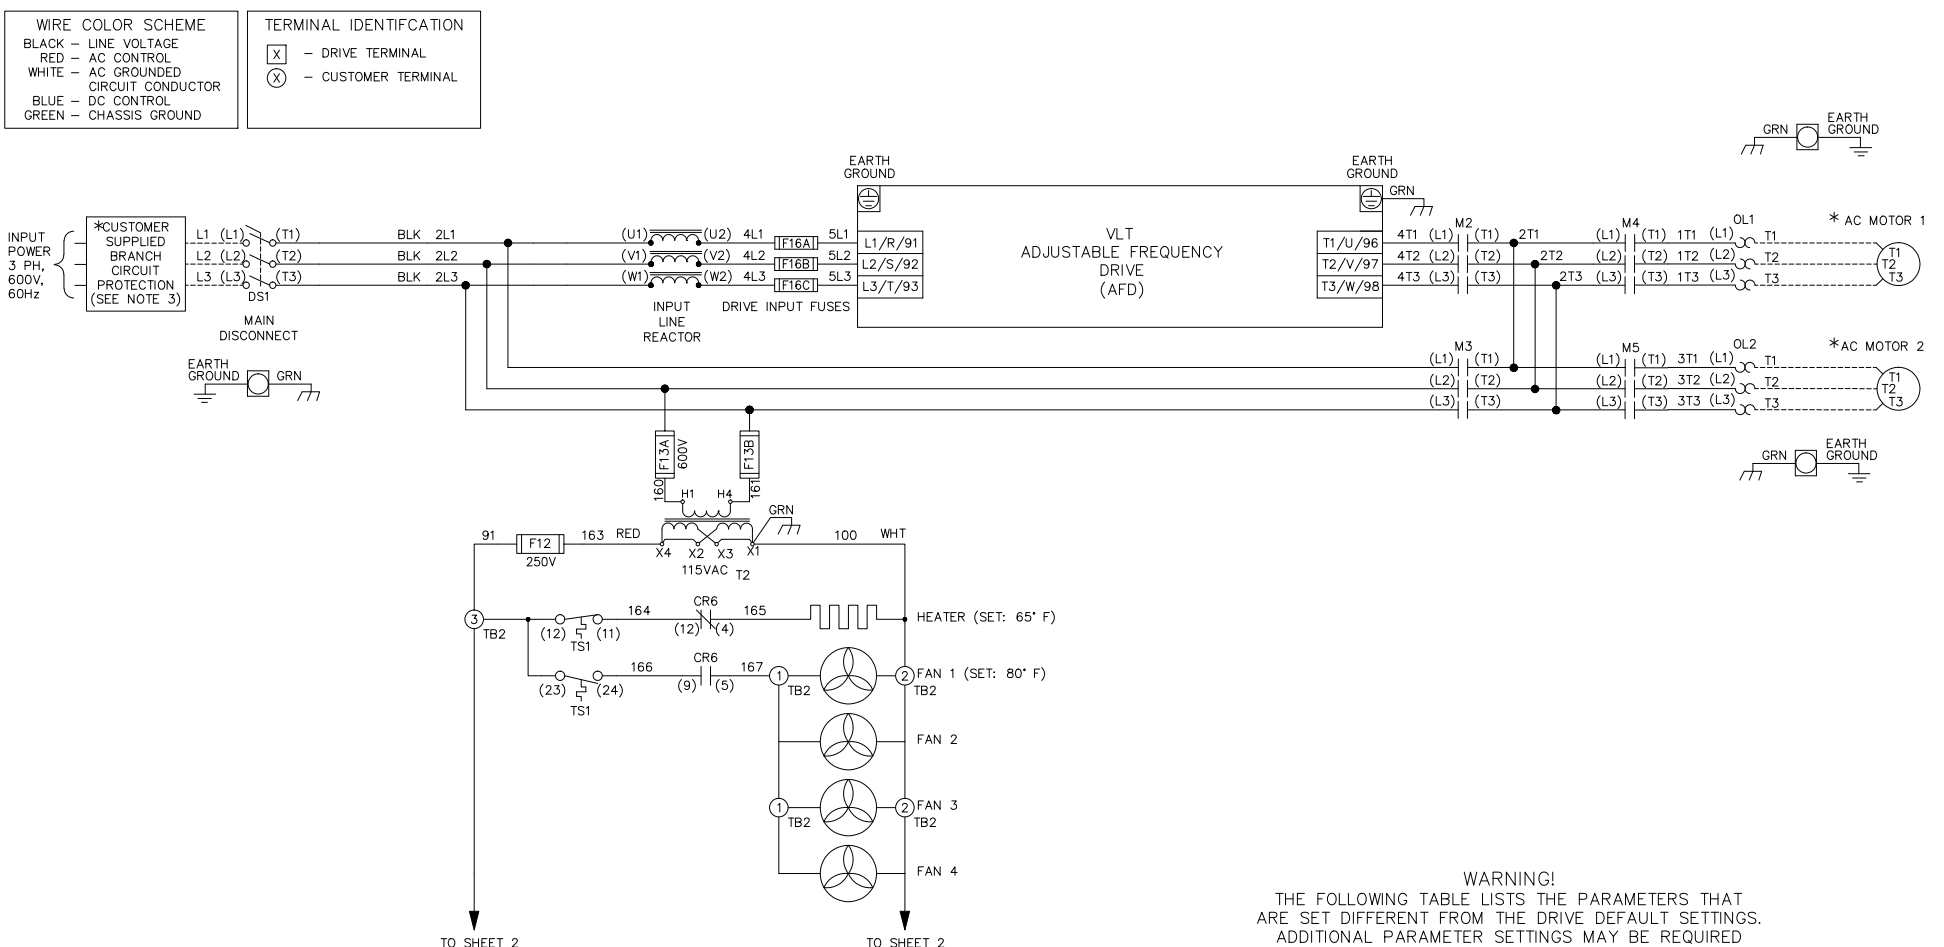 WIRE COLOR SCHEME
BLACK – LINE VOLTAGE
RED – AC CONTROL
WHITE – AC GROUNDED
CIRCUIT CONDUCTOR
BLUE – DC CONTROL
GREEN – CHASSIS GROUND
TERMINAL IDENTIFCATION
X – DRIVE TERMINAL
X – CUSTOMER TERMINAL
GRN
EARTH
GROUND
INPUT
POWER
3 PH,
600V,
60Hz
*CUSTOMER
SUPPLIED
BRANCH
CIRCUIT
PROTECTION
(SEE NOTE 3)
L1 (L1) (T1) BLK 2L1 (U1) (U2) 4L1 F16A 5L1
L2 (L2) (T2) BLK 2L2 (V1) (V2) 4L2 F16B 5L2
L3 (L3) (T3) BLK 2L3 (W1) (W2) 4L3 F16C 5L3
DS1
MAIN
DISCONNECT
INPUT
LINE
REACTOR
DRIVE INPUT FUSES
EARTH
GROUND
L1/R/91
L2/S/92
L3/T/93
VLT
ADJUSTABLE FREQUENCY
DRIVE
(AFD)
EARTH
GROUND
GRN
T1/U/96
T2/V/97
T3/W/98
M2 M4 OL1 * AC MOTOR 1
4T1 (L1) (T1) 2T1 (L1) (T1) 1T1 (L1) T1
4T2 (L2) (T2) 2T2 (L2) (T2) 1T2 (L2) T2
4T3 (L3) (T3) 2T3 (L3) (T3) 1T3 (L3) T3
T1
T2
T3
EARTH
GROUND GRN
M3 M5 OL2 *AC MOTOR 2
(L1) (T1) (L1) (T1) 3T1 (L1) T1
(L2) (T2) (L2) (T2) 3T2 (L2) T2
(L3) (T3) (L3) (T3) 3T3 (L3) T3
T1
T2
T3
GRN
EARTH
GROUND
F13A
600V
F13B
160
161
H1 H4
GRN
91 F12 163 RED
250V
X4 X2 X3 X1
100 WHT
115VAC T2
3
TB2
(12) (11)
TS1
164
CR6
(12) (4)
165
HEATER (SET: 65° F)
(23) (24)
TS1
166
CR6
(9) (5)
167
1
TB2
2
TB2
FAN 1 (SET: 80° F)
FAN 2
1
TB2
2
TB2
FAN 3
FAN 4
TO SHEET 2
TO SHEET 2
WARNING!
THE FOLLOWING TABLE LISTS THE PARAMETERS THAT
ARE SET DIFFERENT FROM THE DRIVE DEFAULT SETTINGS.
ADDITIONAL PARAMETER SETTINGS MAY BE REQUIRED